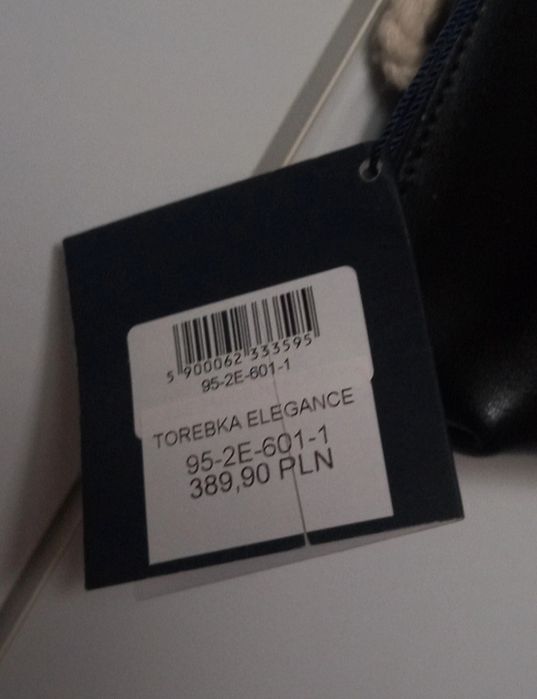 5 900062 333595
95-2E-601-1
TOREBKA ELEGANCE
95-2E-601-1
389,90 PLN